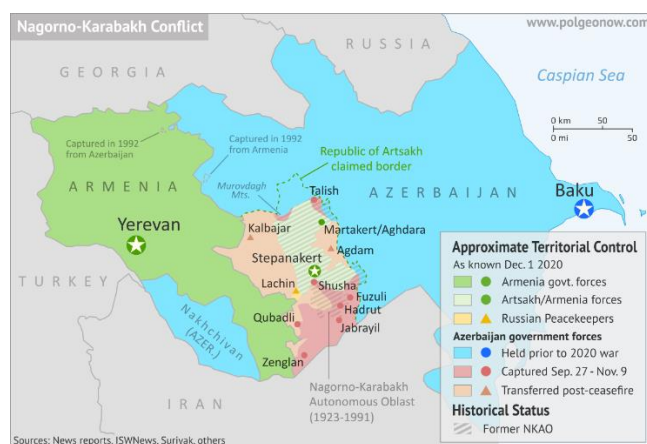 Nagorno-Karabakh Conflict
www.polgeonow.com
RUSSIA
GEORGIA
Caspian Sea
0 km 50
0 mi 50
Captured in 1992
from Azerbaijan
Captured in 1992
from Armenia
Republic of Artsakh
claimed border
ARMENIA
Murovdagh
Mts.
Talish
AZERBAIJAN
Baku
Yerevan
Kalbajar
Martakert/Aghdara
Stepanakert
Agdam
TURKEY
Lachin
Shusha
Fuzuli
Hadrut
Qubadli
Jabrayil
Nakhchivan
(AZER.)
Zenglan
IRAN
Nagorno-Karabakh
Autonomous Oblast
(1923-1991)
Approximate Territorial Control
As known Dec. 1 2020
Armenia govt. forces
Artsakh/Armenia forces
Russian Peacekeepers
Azerbaijan government forces
Held prior to 2020 war
Captured Sep. 27 - Nov. 9
Transferred post-ceasefire
Historical Status
Former NKAO
Sources: News reports, ISWNews, Suriyak, others